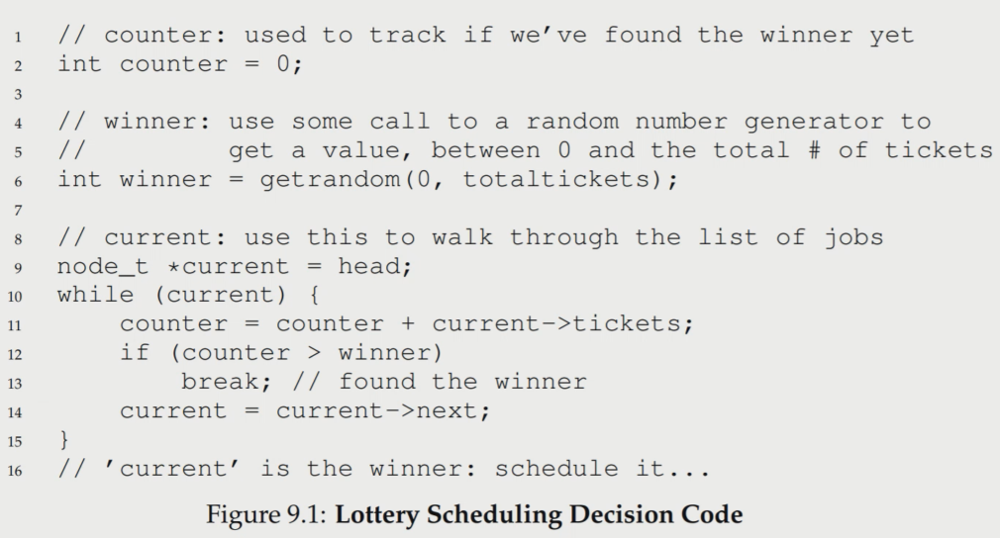 1 // counter: used to track if we've found the winner yet
2 int counter = 0;
3
4 // winner: use some call to a random number generator to
5 //         get a value, between 0 and the total # of tickets
6 int winner = getrandom(0, totaltickets);
7
8 // current: use this to walk through the list of jobs
9 node_t *current = head;
10 while (current) {
11     counter = counter + current->tickets;
12     if (counter > winner)
13         break; // found the winner
14     current = current->next;
15 }
16 // 'current' is the winner: schedule it...
Figure 9.1: Lottery Scheduling Decision Code